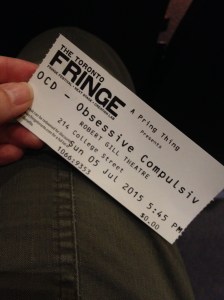 THE TORONTO
FRINGE
A Pring Thing
Presents
OCD - Obsessive Compulsiv
ROBERT GILL THEATRE
214 College Street
Sun 05 Jul 2015 5:45 PM
$0.00